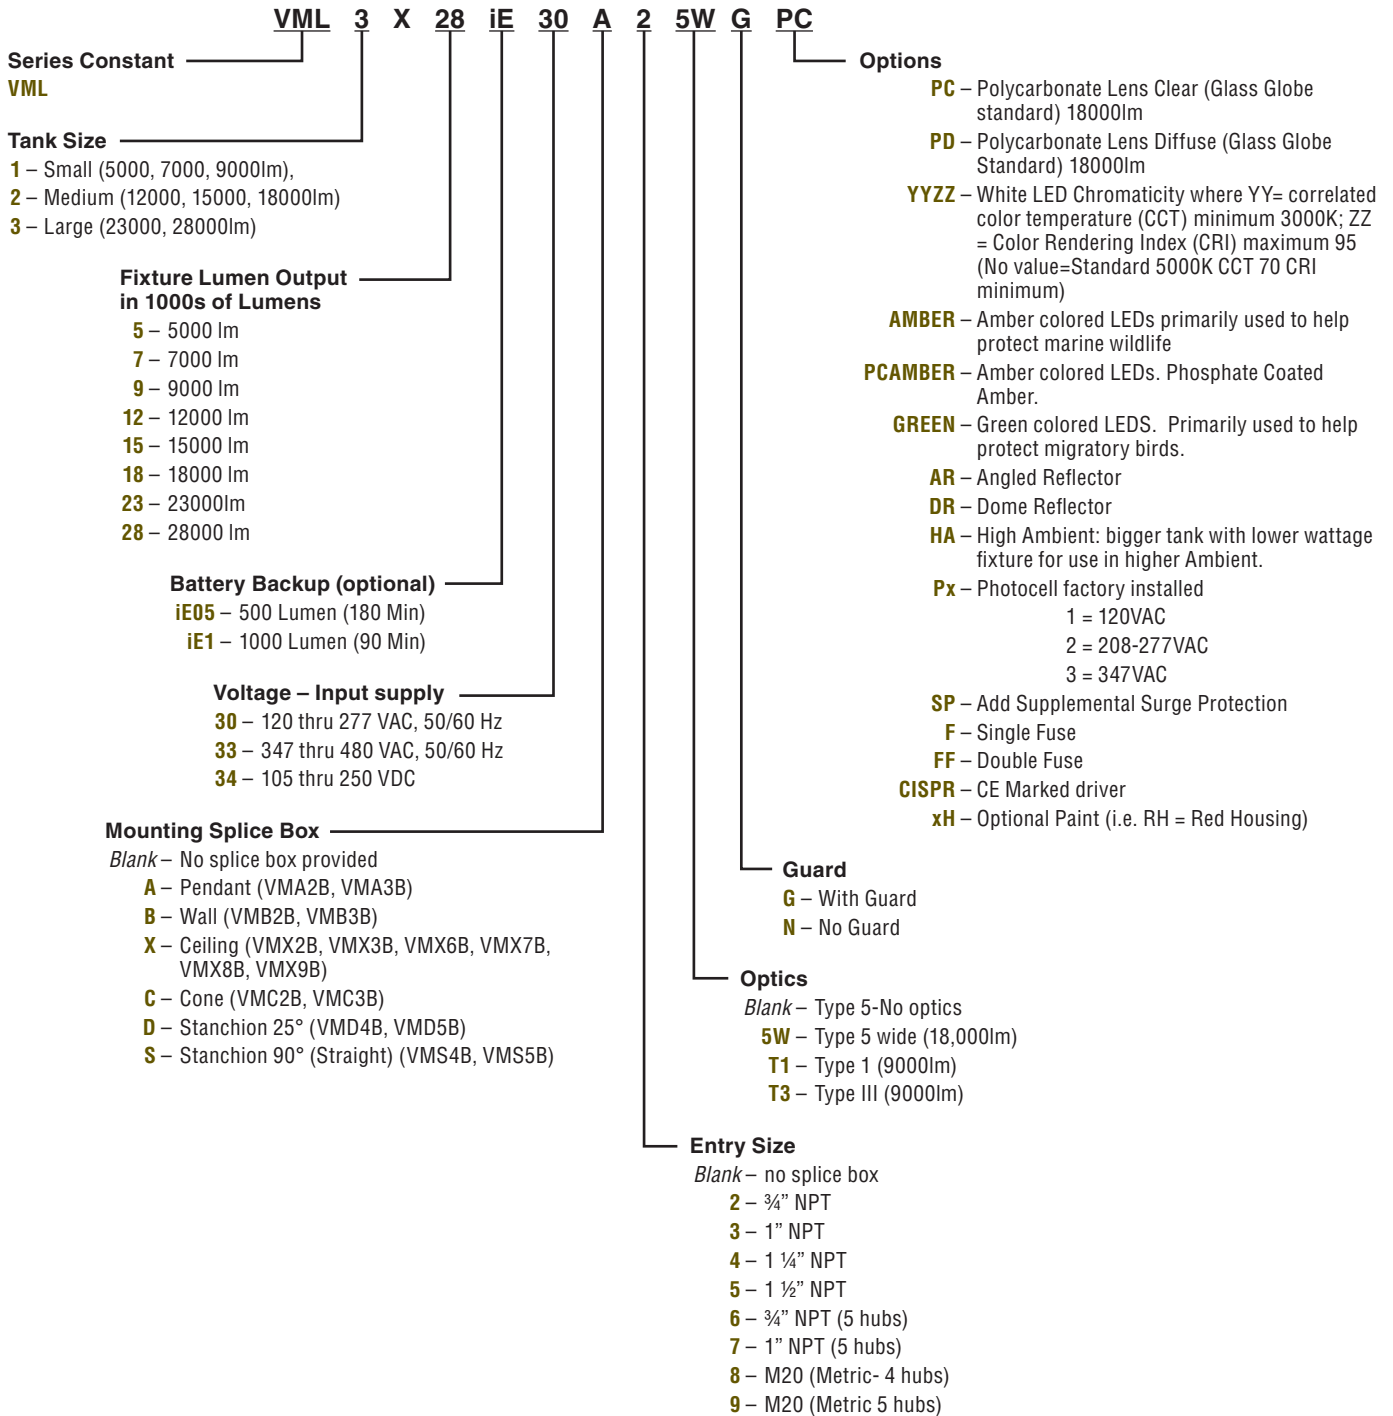 VML 3 X 28 iE 30 A 2 5W G PC
Series Constant
VML
Tank Size
1 – Small (5000, 7000, 9000lm),
2 – Medium (12000, 15000, 18000lm)
3 – Large (23000, 28000lm)
Fixture Lumen Output
in 1000s of Lumens
5 – 5000 lm
7 – 7000 lm
9 – 9000 lm
12 – 12000 lm
15 – 15000 lm
18 – 18000 lm
23 – 23000lm
28 – 28000 lm
Battery Backup (optional)
iE05 – 500 Lumen (180 Min)
iE1 – 1000 Lumen (90 Min)
Voltage – Input supply
30 – 120 thru 277 VAC, 50/60 Hz
33 – 347 thru 480 VAC, 50/60 Hz
34 – 105 thru 250 VDC
Mounting Splice Box
Blank – No splice box provided
A – Pendant (VMA2B, VMA3B)
B – Wall (VMB2B, VMB3B)
X – Ceiling (VMX2B, VMX3B, VMX6B, VMX7B,
VMX8B, VMX9B)
C – Cone (VMC2B, VMC3B)
D – Stanchion 25° (VMD4B, VMD5B)
S – Stanchion 90° (Straight) (VMS4B, VMS5B)
Options
PC – Polycarbonate Lens Clear (Glass Globe
standard) 18000lm
PD – Polycarbonate Lens Diffuse (Glass Globe
Standard) 18000lm
YYZZ – White LED Chromaticity where YY= correlated
color temperature (CCT) minimum 3000K; ZZ
= Color Rendering Index (CRI) maximum 95
(No value=Standard 5000K CCT 70 CRI
minimum)
AMBER – Amber colored LEDs primarily used to help
protect marine wildlife
PCAMBER – Amber colored LEDs. Phosphate Coated
Amber.
GREEN – Green colored LEDS. Primarily used to help
protect migratory birds.
AR – Angled Reflector
DR – Dome Reflector
HA – High Ambient: bigger tank with lower wattage
fixture for use in higher Ambient.
Px – Photocell factory installed
1 = 120VAC
2 = 208-277VAC
3 = 347VAC
SP – Add Supplemental Surge Protection
F – Single Fuse
FF – Double Fuse
CISPR – CE Marked driver
xH – Optional Paint (i.e. RH = Red Housing)
Guard
G – With Guard
N – No Guard
Optics
Blank – Type 5-No optics
5W – Type 5 wide (18,000lm)
T1 – Type 1 (9000lm)
T3 – Type III (9000lm)
Entry Size
Blank – no splice box
2 – ¾” NPT
3 – 1” NPT
4 – 1 ¼” NPT
5 – 1 ½” NPT
6 – ¾” NPT (5 hubs)
7 – 1” NPT (5 hubs)
8 – M20 (Metric- 4 hubs)
9 – M20 (Metric 5 hubs)